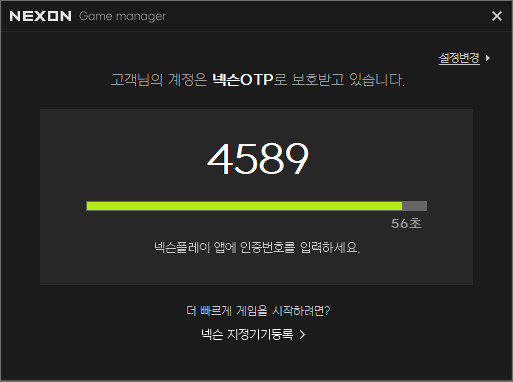 NEXON Game manager
설정변경
고객님의 계정은 넥슨OTP로 보호받고 있습니다.
4589
56초
넥슨플레이 앱에 인증번호를 입력하세요.
더 빠르게 게임을 시작하려면?
넥슨 지정기기등록 >